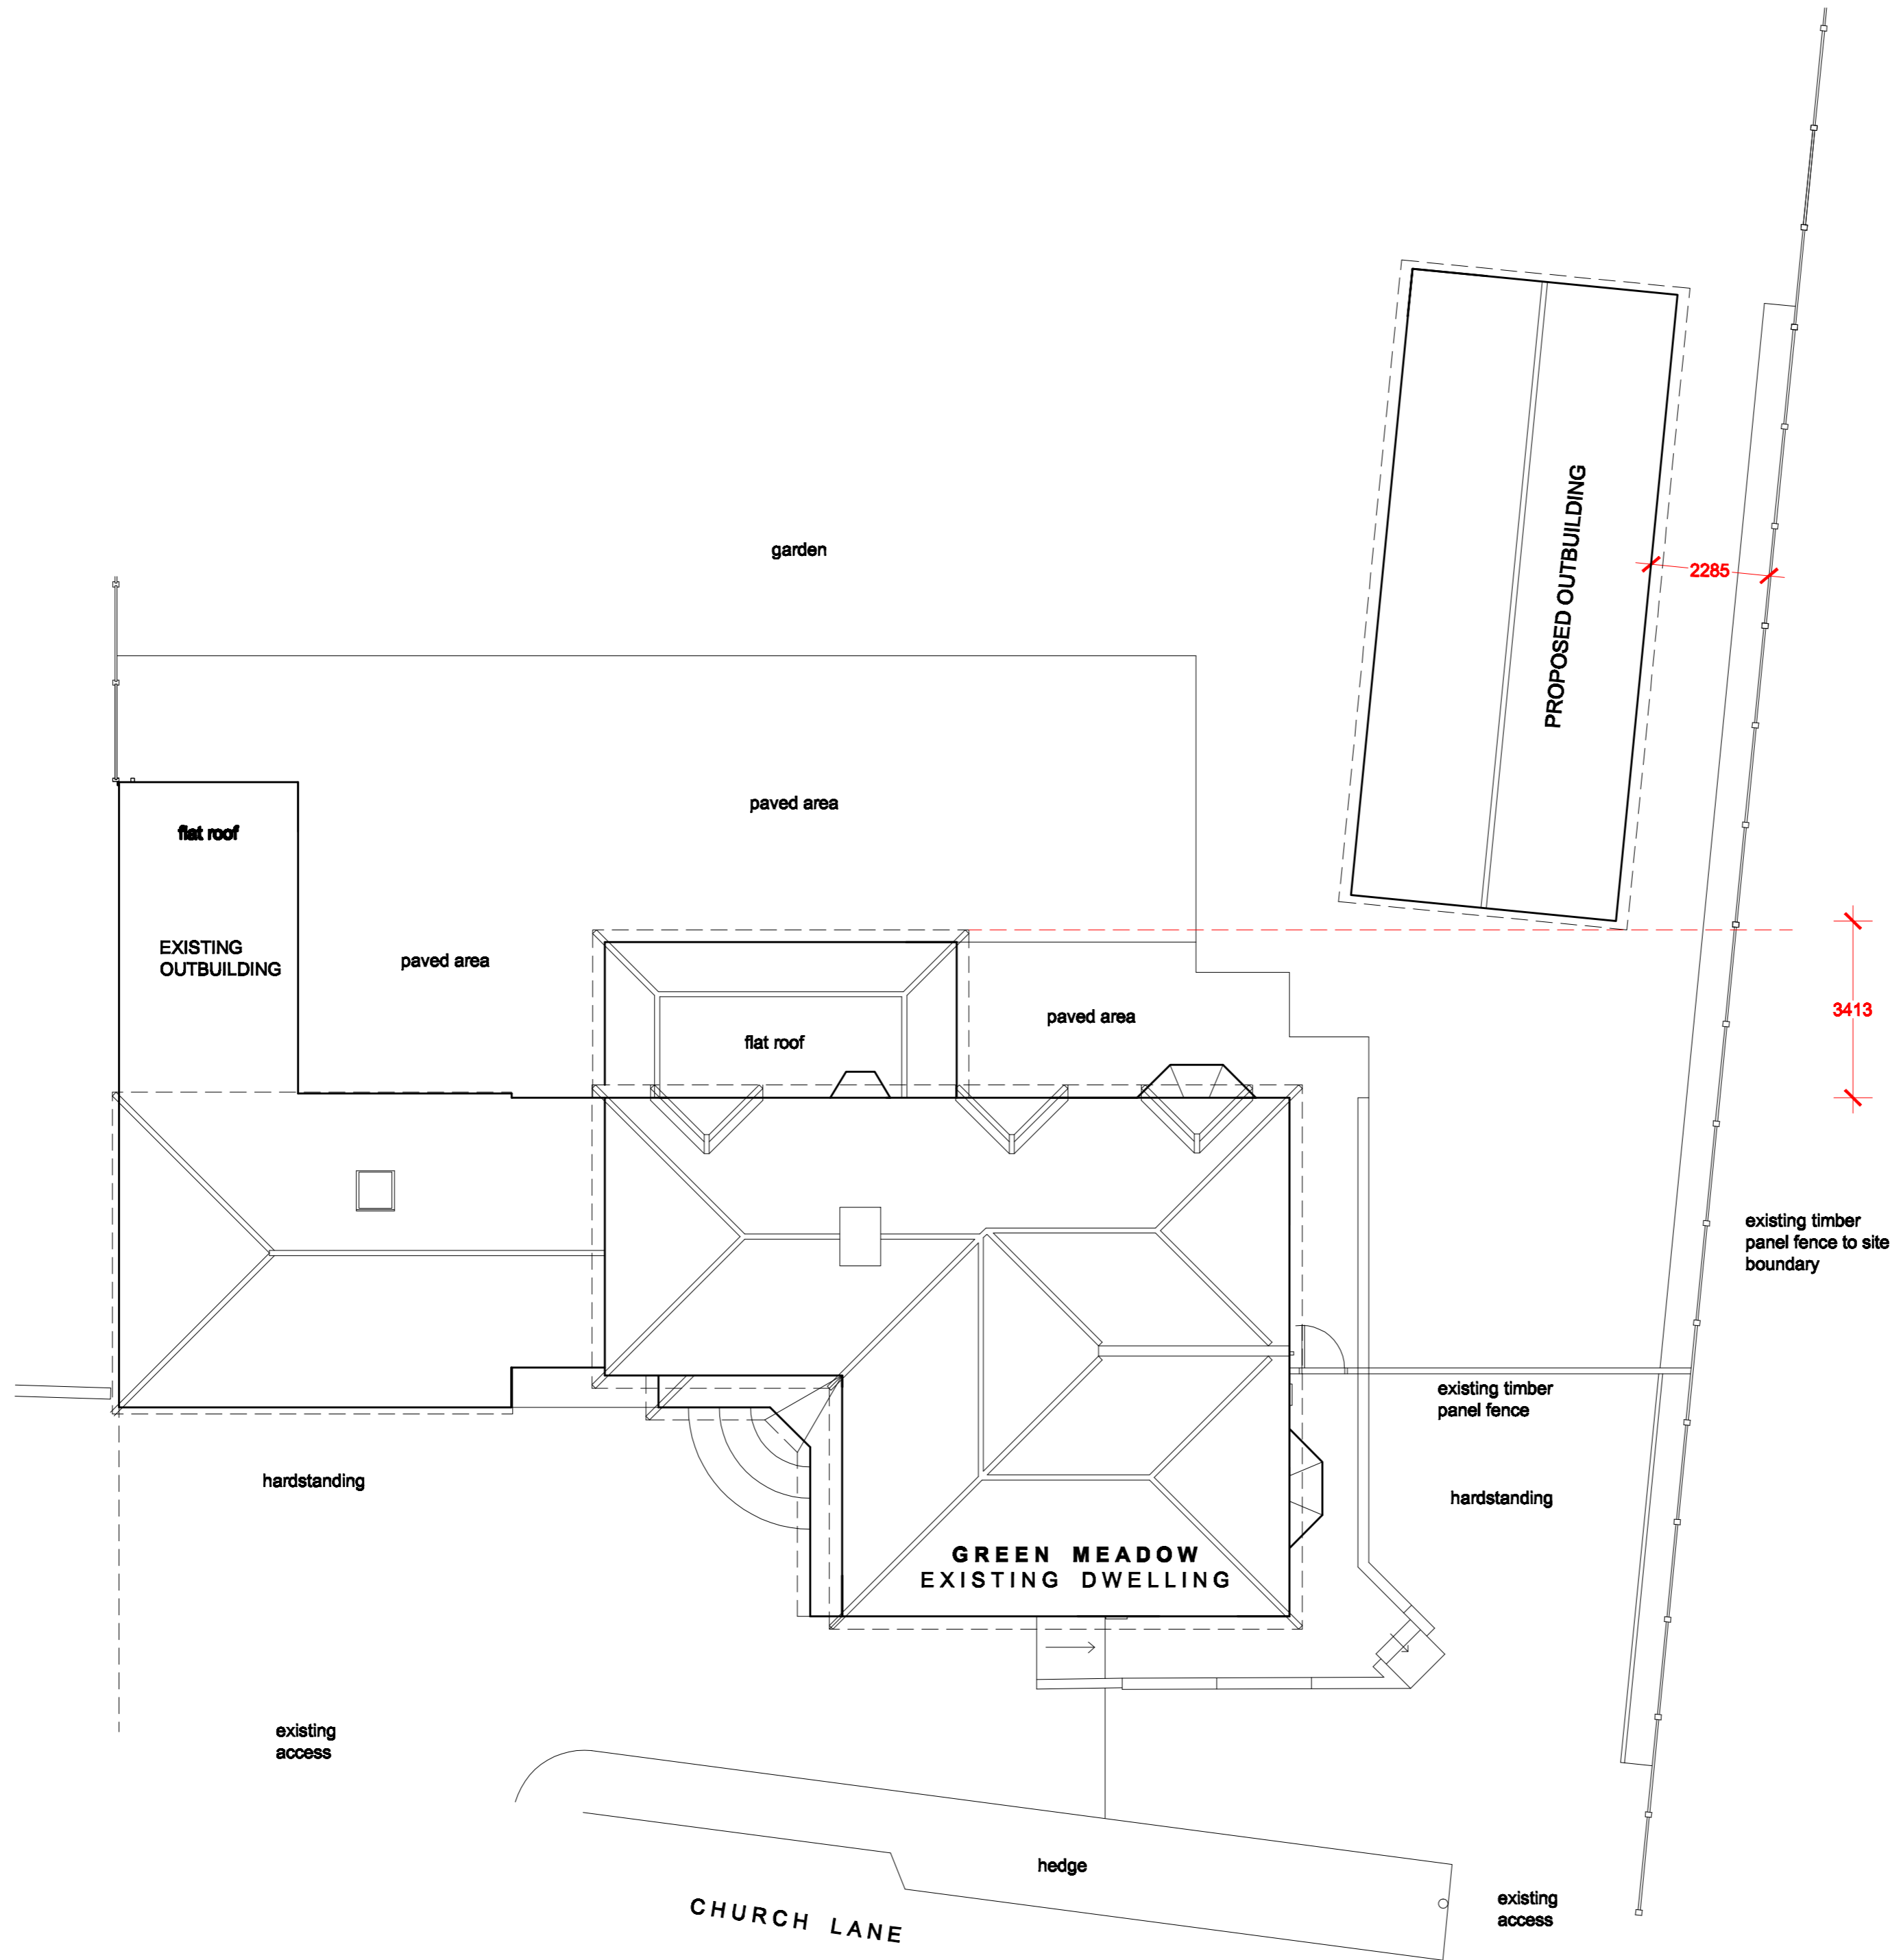 garden
PROPOSED OUTBUILDING
2285
paved area
flat roof
EXISTING
OUTBUILDING
paved area
flat roof
paved area
3413
existing timber
panel fence to site
boundary
existing timber
panel fence
hardstanding
hardstanding
GREEN MEADOW
EXISTING DWELLING
existing
access
hedge
CHURCH LANE
existing
access